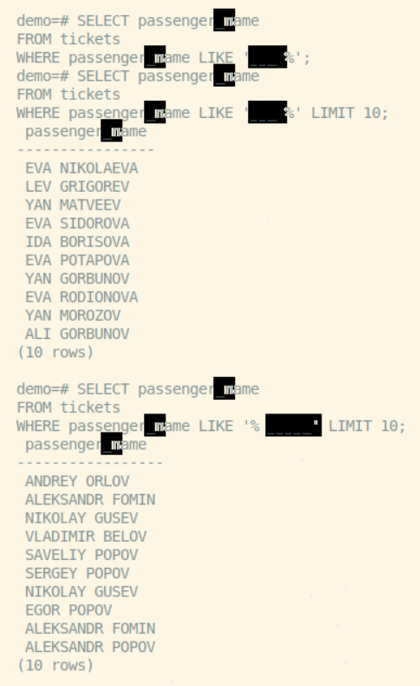 demo=# SELECT passenger_name
FROM tickets
WHERE passenger_name LIKE '___ %';
demo=# SELECT passenger_name
FROM tickets
WHERE passenger_name LIKE '___ %' LIMIT 10;
passenger_name
----------------
EVA NIKOLAEVA
LEV GRIGOREV
YAN MATVEEV
EVA SIDOROVA
IDA BORISOVA
EVA POTAPOVA
YAN GORBUNOV
EVA RODIONOVA
YAN MOROZOV
ALI GORBUNOV
(10 rows)
demo=# SELECT passenger_name
FROM tickets
WHERE passenger_name LIKE '% _____' LIMIT 10;
passenger_name
-----------------
ANDREY ORLOV
ALEKSANDR FOMIN
NIKOLAY GUSEV
VLADIMIR BELOV
SAVELIY POPOV
SERGEY POPOV
NIKOLAY GUSEV
EGOR POPOV
ALEKSANDR FOMIN
ALEKSANDR POPOV
(10 rows)